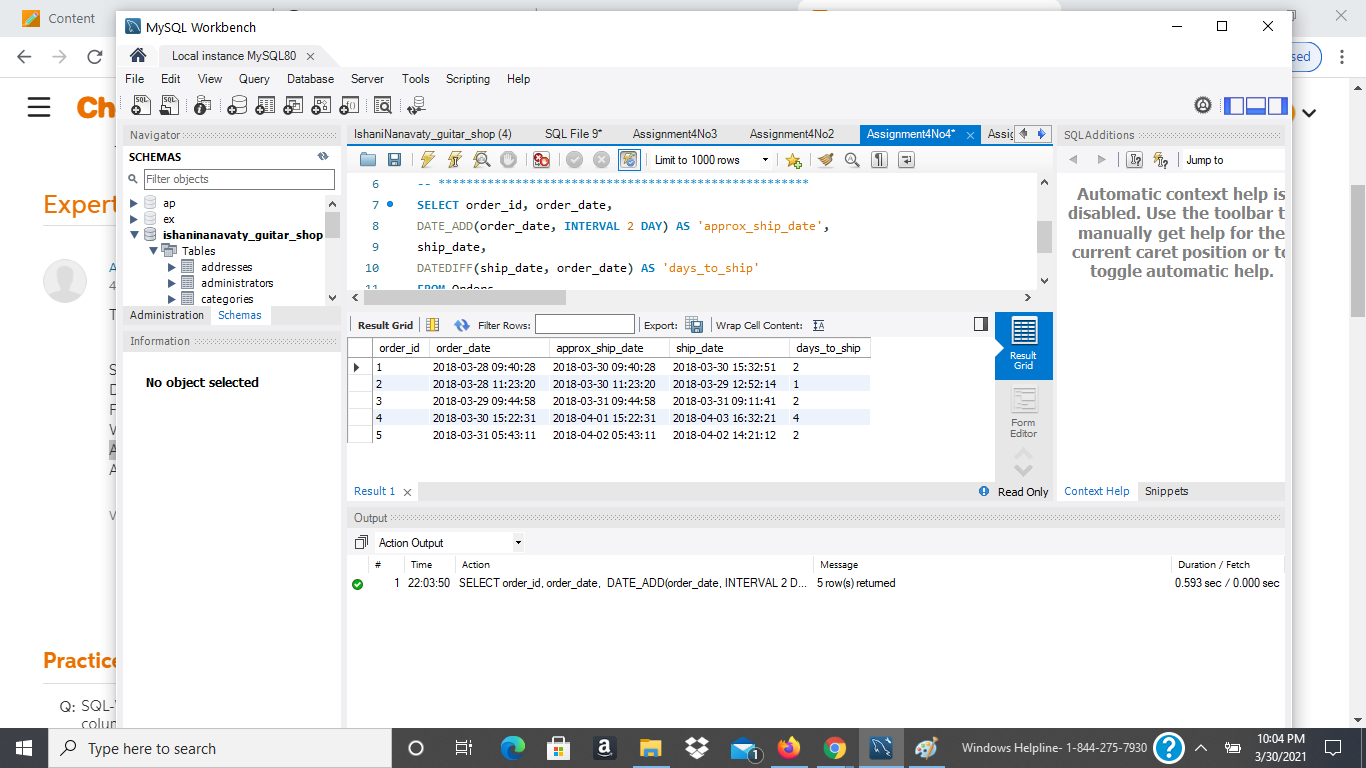 Content
MySQL Workbench
Local instance MySQL80
File Edit View Query Database Server Tools Scripting Help
Navigator
SCHEMAS
Filter objects
ap
ex
ishaninanavaty_guitar_shop
Tables
addresses
administrators
categories
Administration Schemas
Information
No object selected
IshaniNanavaty_guitar_shop (4) SQL File 9* Assignment4No3 Assignment4No2 Assignment4No4*
Limit to 1000 rows
6 -- *****************************************************
7 SELECT order_id, order_date,
8 DATE_ADD(order_date, INTERVAL 2 DAY) AS 'approx_ship_date',
9 ship_date,
10 DATEDIFF(ship_date, order_date) AS 'days_to_ship'
11 FROM Orders
Result Grid Filter Rows: Export: Wrap Cell Content:
order_id order_date approx_ship_date ship_date days_to_ship
1 2018-03-28 09:40:28 2018-03-30 09:40:28 2018-03-30 15:32:51 2
2 2018-03-28 11:23:20 2018-03-30 11:23:20 2018-03-29 12:52:14 1
3 2018-03-29 09:44:58 2018-03-31 09:44:58 2018-03-31 09:11:41 2
4 2018-03-30 15:22:31 2018-04-01 15:22:31 2018-04-03 16:32:21 4
5 2018-03-31 05:43:11 2018-04-02 05:43:11 2018-04-02 14:21:12 2
Result Grid
Form Editor
Result 1
Read Only
SQLAdditions
Jump to
Automatic context help is
disabled. Use the toolbar t
manually get help for the
current caret position or to
toggle automatic help.
Context Help Snippets
Output
Action Output
# Time Action Message Duration / Fetch
1 22:03:50 SELECT order_id, order_date, DATE_ADD(order_date, INTERVAL 2 D... 5 row(s) returned 0.593 sec / 0.000 sec
Expert
Practice
Q: SQL-
colum
Type here to search
Windows Helpline- 1-844-275-7930
10:04 PM
3/30/2021